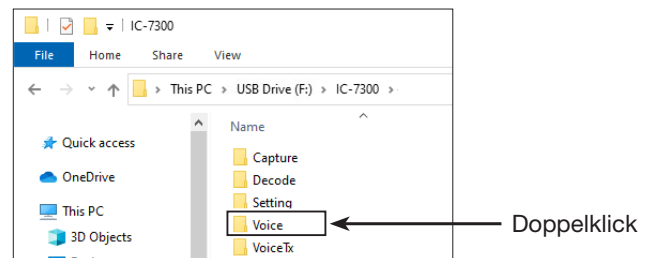 IC-7300
File Home Share View
This PC > USB Drive (F:) > IC-7300 >
Name
Quick access
Capture
OneDrive
Decode
Setting
This PC
Voice
Doppelklick
3D Objects
VoiceTx